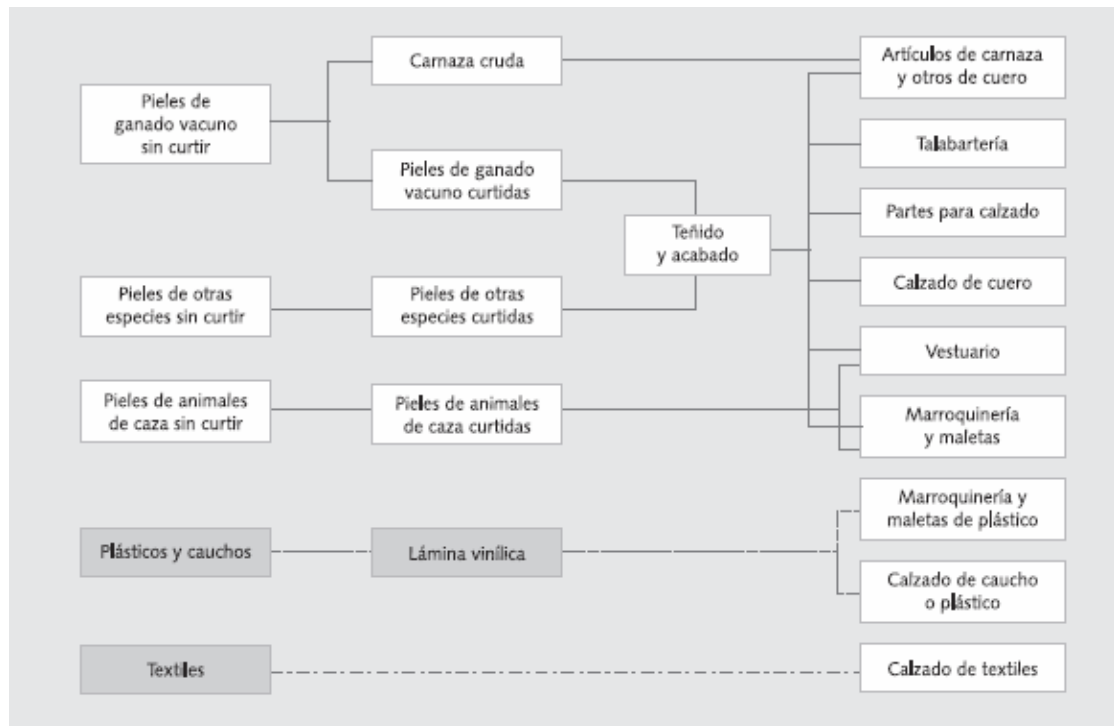 Pieles de
ganado vacuno
sin curtir
Carnaza cruda
Artículos de carnaza
y otros de cuero
Talabartería
Pieles de ganado
vacuno curtidas
Partes para calzado
Teñido
y acabado
Calzado de cuero
Pieles de otras
especies sin curtir
Pieles de otras
especies curtidas
Vestuario
Pieles de animales
de caza sin curtir
Pieles de animales
de caza curtidas
Marroquinería
y maletas
Marroquinería y
maletas de plástico
Plásticos y cauchos
Lámina vinílica
Calzado de caucho
o plástico
Textiles
Calzado de textiles